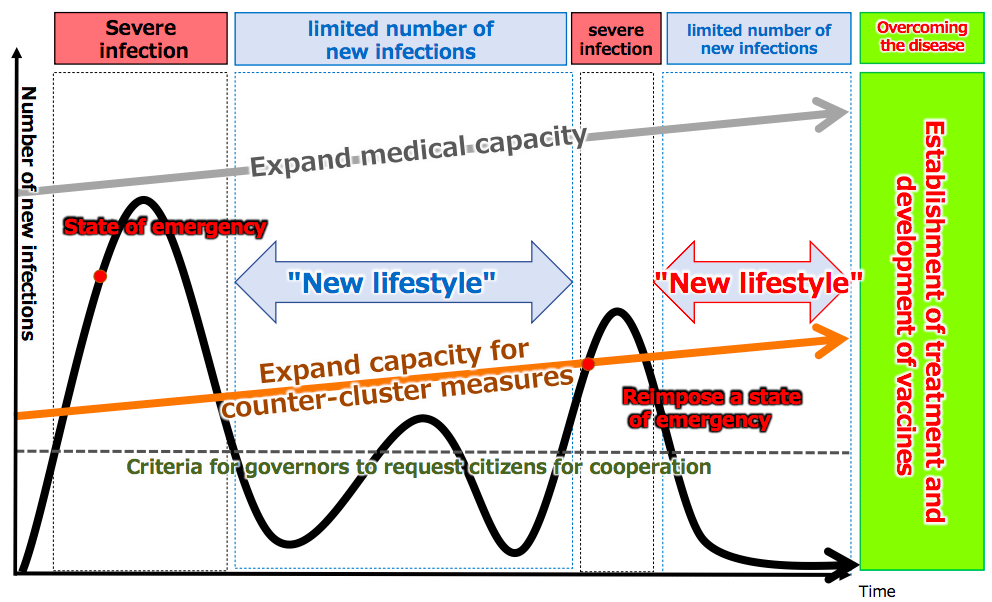 Severe
infection
limited number of
new infections
severe
infection
limited number of
new infections
Overcoming
the disease
Number of new infections
Expand medical capacity
State of emergency
"New lifestyle"
"New lifestyle"
Expand capacity for
counter-cluster measures
Reimpose a state
of emergency
Criteria for governors to request citizens for cooperation
Establishment of treatment and
development of vaccines
Time